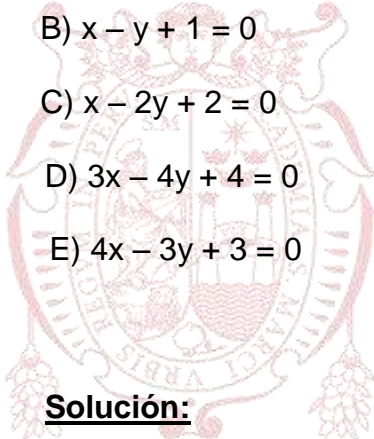 B) x – y + 1 = 0
C) x – 2y + 2 = 0
D) 3x – 4y + 4 = 0
E) 4x – 3y + 3 = 0
Solución: